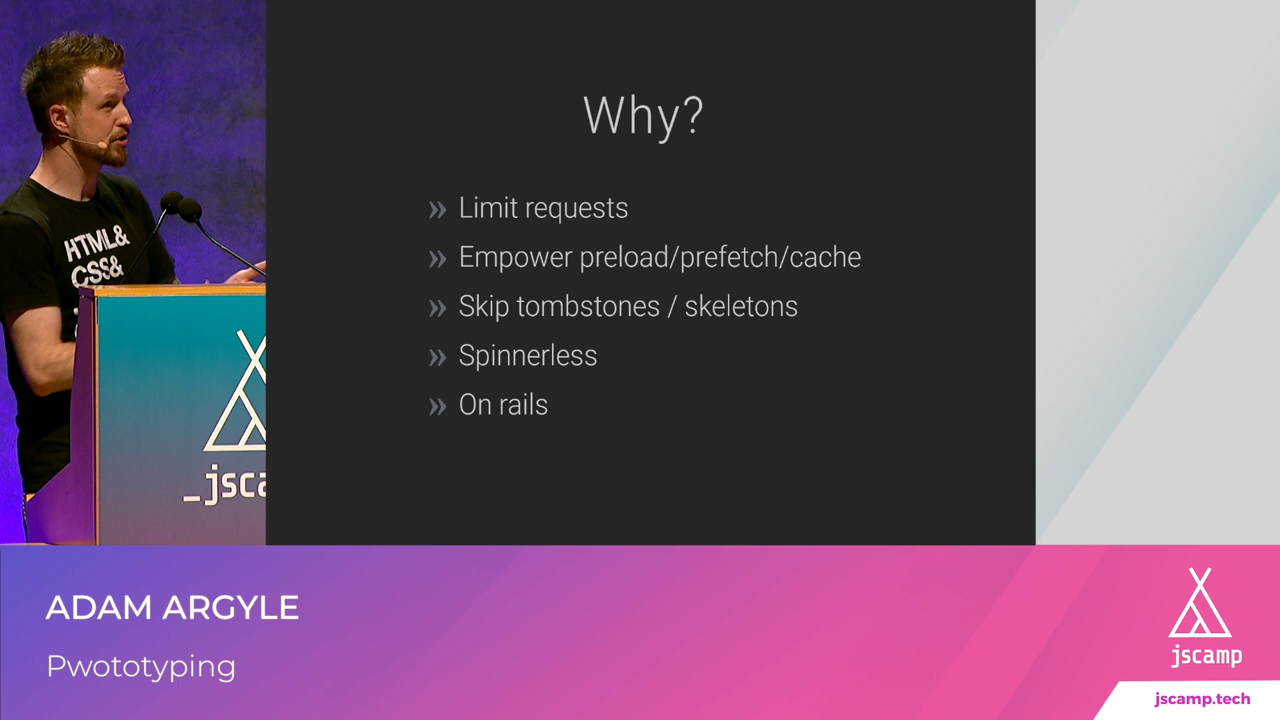 HTML&
CSS&
_jsca
Why?
» Limit requests
» Empower preload/prefetch/cache
» Skip tombstones / skeletons
» Spinnerless
» On rails
ADAM ARGYLE
Pwototyping
jscamp
jscamp.tech